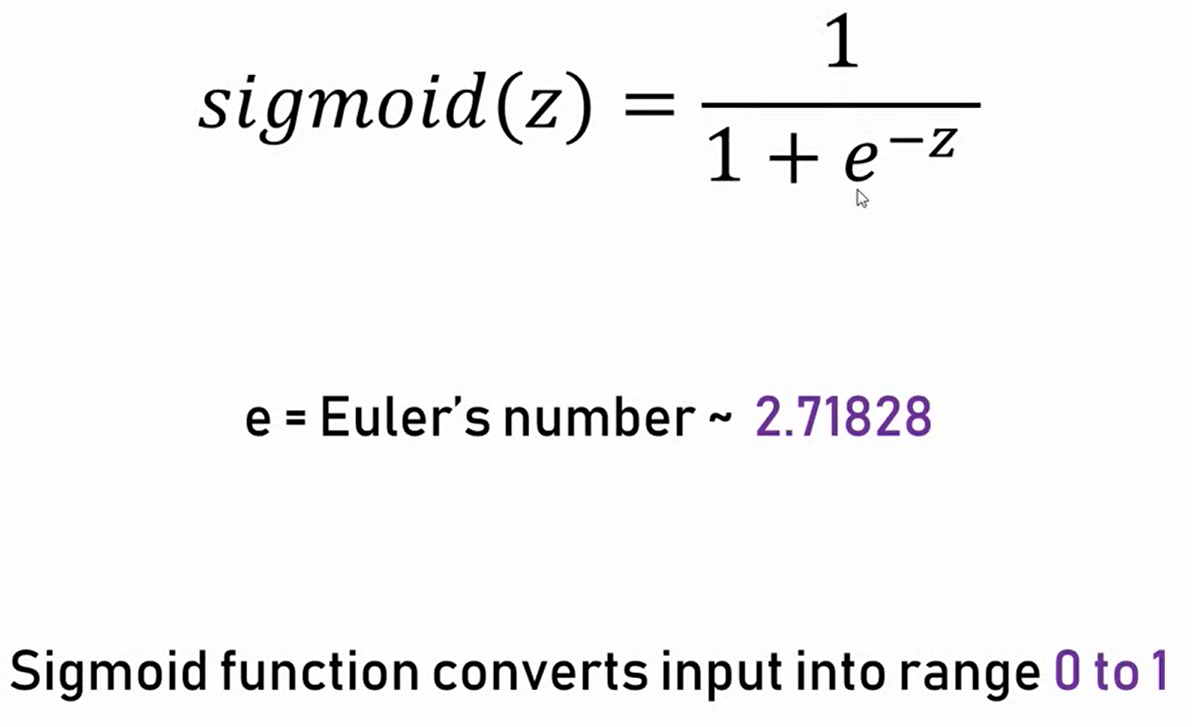 sigmoid(z) = 1 / (1 + e^−z)
e = Euler’s number ~ 2.71828
Sigmoid function converts input into range 0 to 1